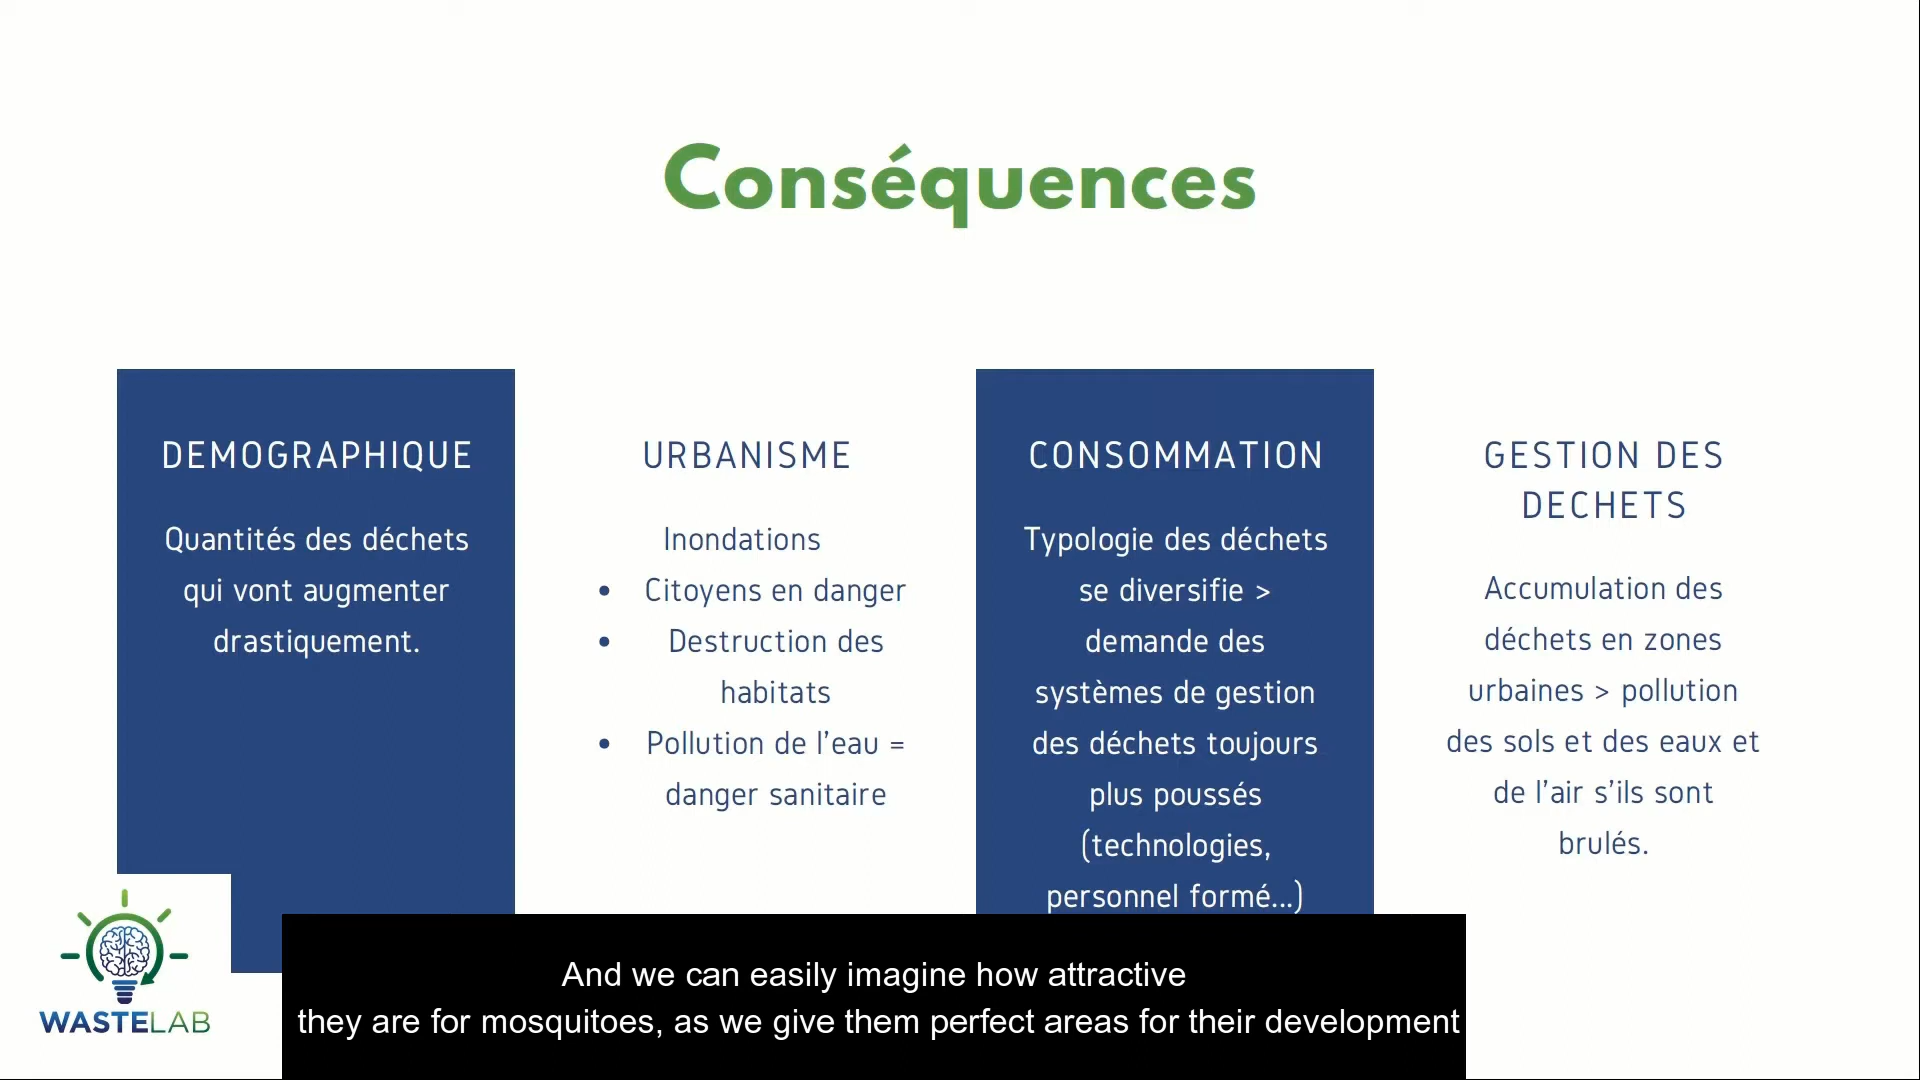 Conséquences
DEMOGRAPHIQUE
Quantités des déchets
qui vont augmenter
drastiquement.
URBANISME
Inondations
• Citoyens en danger
• Destruction des
habitats
• Pollution de l'eau =
danger sanitaire
CONSOMMATION
Typologie des déchets
se diversifie >
demande des
systèmes de gestion
des déchets toujours
plus poussés
(technologies,
personnel formé...)
GESTION DES
DECHETS
Accumulation des
déchets en zones
urbaines > pollution
des sols et des eaux et
de l'air s'ils sont
brulés.
WASTELAB
And we can easily imagine how attractive
they are for mosquitoes, as we give them perfect areas for their development